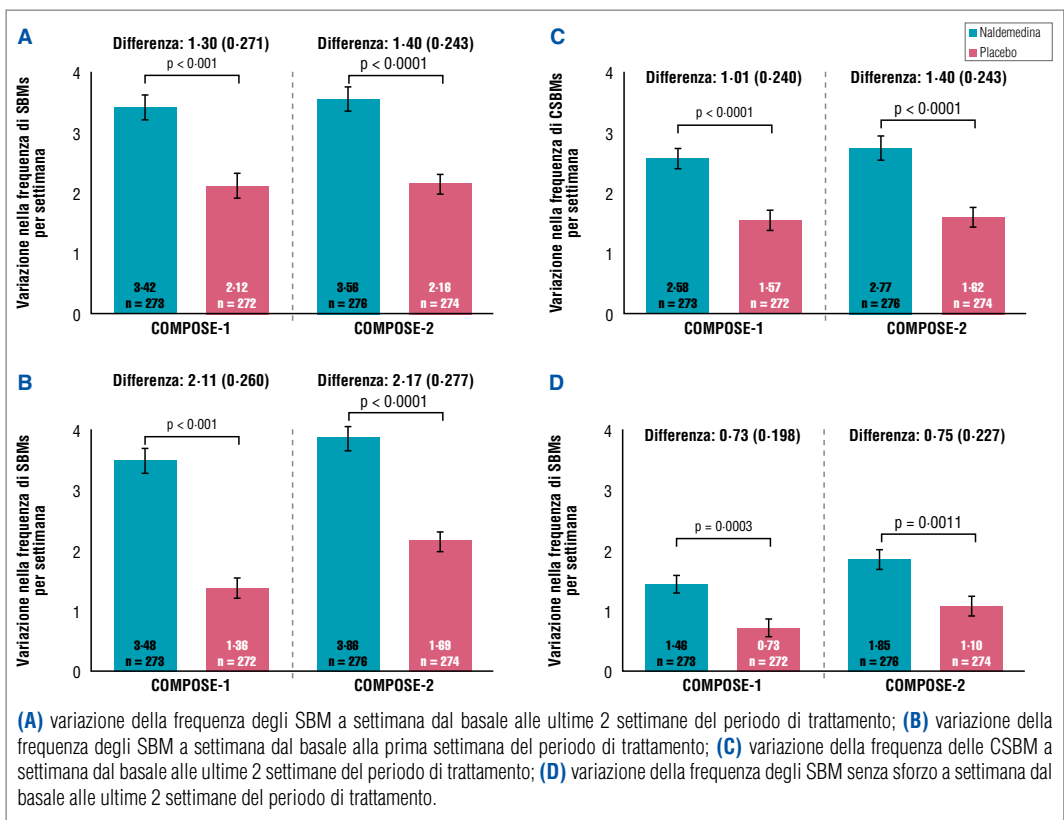 A
Differenza: 1·30 (0·271)
Differenza: 1·40 (0·243)
p < 0·001
p < 0·0001
Variazione nella frequenza di SBMs
per settimana
4
3
2
1
0
3·42
n = 273
2·12
n = 272
3·56
n = 276
2·16
n = 274
COMPOSE-1
COMPOSE-2
C
Naldemedina
Placebo
Differenza: 1·01 (0·240)
Differenza: 1·40 (0·243)
p < 0·0001
p < 0·0001
Variazione nella frequenza di CSBMs
per settimana
4
3
2
1
0
2·58
n = 273
1·57
n = 272
2·77
n = 276
1·62
n = 274
COMPOSE-1
COMPOSE-2
B
Differenza: 2·11 (0·260)
Differenza: 2·17 (0·277)
p < 0·001
p < 0·0001
Variazione nella frequenza di SBMs
per settimana
4
3
2
1
0
3·48
n = 273
1·36
n = 272
3·86
n = 276
1·69
n = 274
COMPOSE-1
COMPOSE-2
D
Differenza: 0·73 (0·198)
Differenza: 0·75 (0·227)
p = 0·0003
p = 0·0011
Variazione nella frequenza di SBMs
per settimana
4
3
2
1
0
1·46
n = 273
0·73
n = 272
1·85
n = 276
1·10
n = 274
COMPOSE-1
COMPOSE-2
(A) variazione della frequenza degli SBM a settimana dal basale alle ultime 2 settimane del periodo di trattamento; (B) variazione della
frequenza degli SBM a settimana dal basale alla prima settimana del periodo di trattamento; (C) variazione della frequenza delle CSBM a
settimana dal basale alle ultime 2 settimane del periodo di trattamento; (D) variazione della frequenza degli SBM senza sforzo a settimana dal
basale alle ultime 2 settimane del periodo di trattamento.